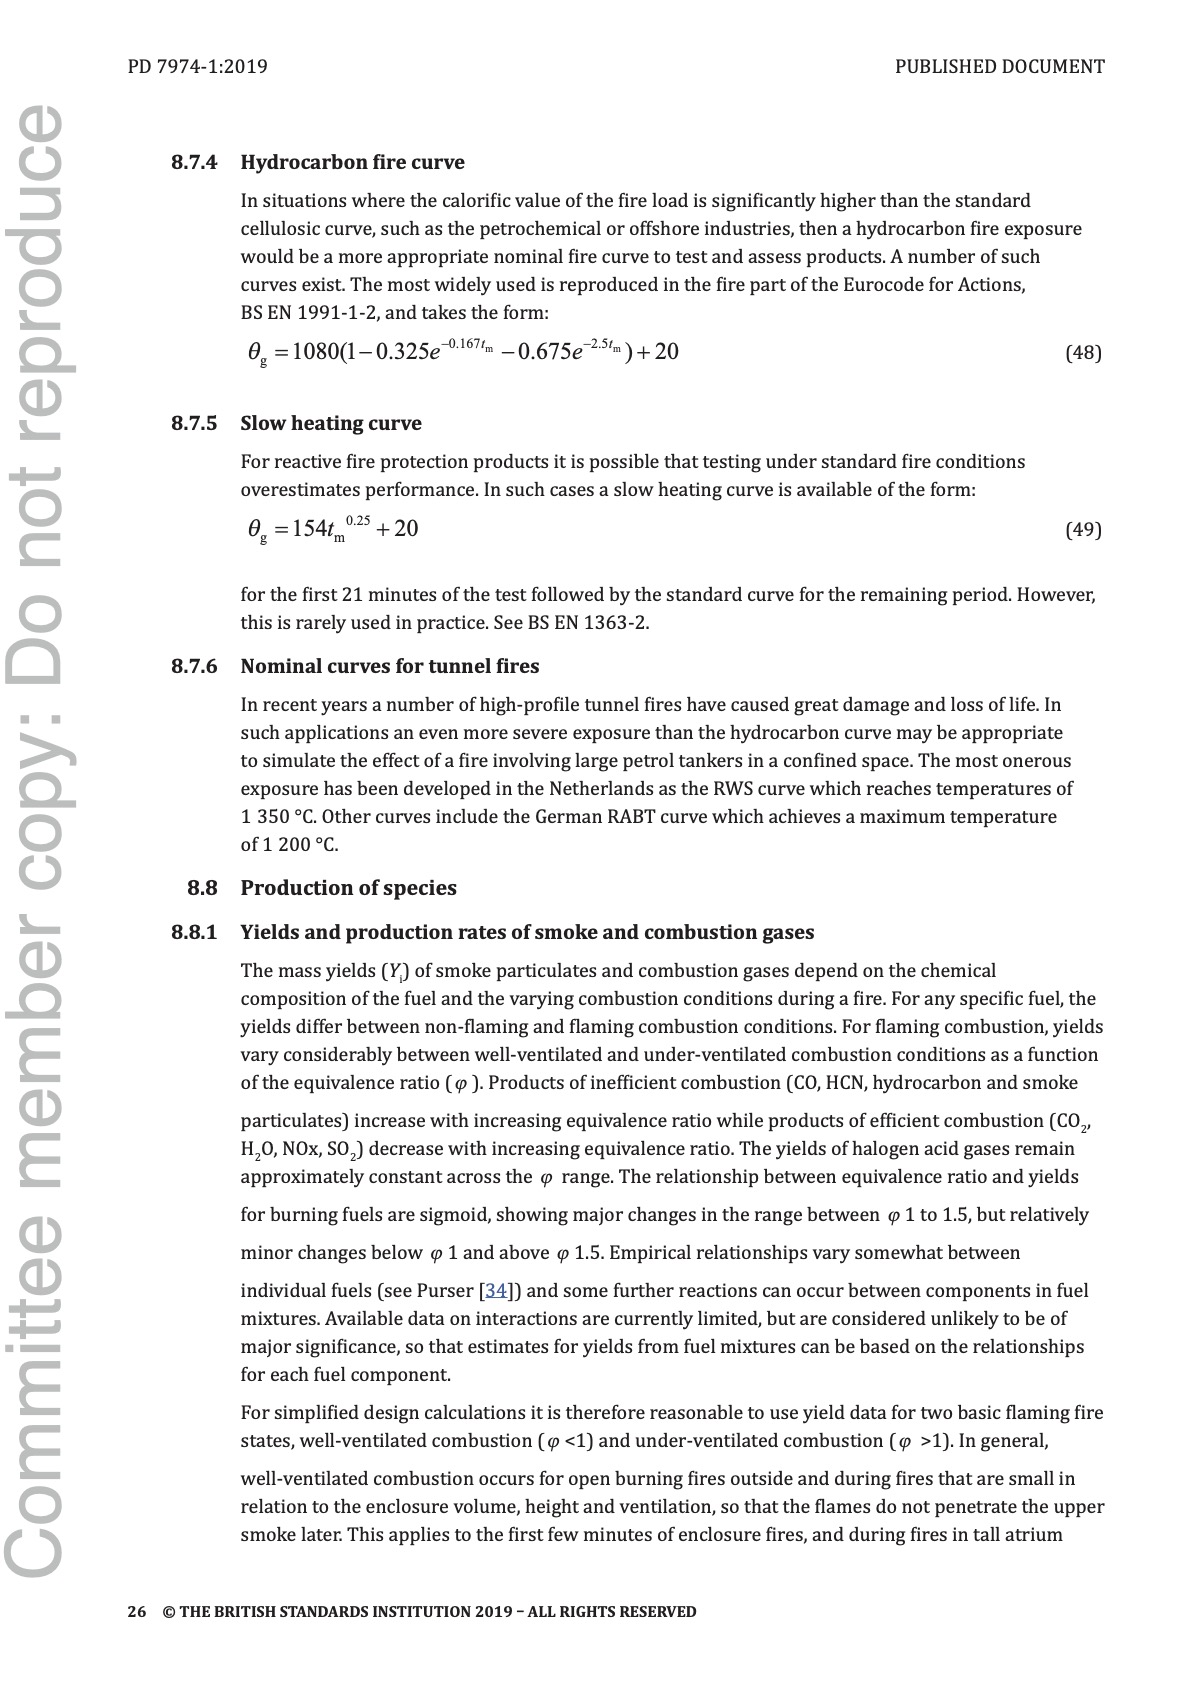 PD 7974-1:2019 PUBLISHED DOCUMENT
Committee member copy: Do not reproduce
8.7.4 Hydrocarbon fire curve
In situations where the calorific value of the fire load is significantly higher than the standard
cellulosic curve, such as the petrochemical or offshore industries, then a hydrocarbon fire exposure
would be a more appropriate nominal fire curve to test and assess products. A number of such
curves exist. The most widely used is reproduced in the fire part of the Eurocode for Actions,
BS EN 1991-1-2, and takes the form:
θg = 1080(1 − 0.325e^−0.167tm − 0.675e^−2.5tm) + 20 (48)
8.7.5 Slow heating curve
For reactive fire protection products it is possible that testing under standard fire conditions
overestimates performance. In such cases a slow heating curve is available of the form:
θg = 154tm^0.25 + 20 (49)
for the first 21 minutes of the test followed by the standard curve for the remaining period. However,
this is rarely used in practice. See BS EN 1363-2.
8.7.6 Nominal curves for tunnel fires
In recent years a number of high-profile tunnel fires have caused great damage and loss of life. In
such applications an even more severe exposure than the hydrocarbon curve may be appropriate
to simulate the effect of a fire involving large petrol tankers in a confined space. The most onerous
exposure has been developed in the Netherlands as the RWS curve which reaches temperatures of
1 350 °C. Other curves include the German RABT curve which achieves a maximum temperature
of 1 200 °C.
8.8 Production of species
8.8.1 Yields and production rates of smoke and combustion gases
The mass yields (Yi) of smoke particulates and combustion gases depend on the chemical
composition of the fuel and the varying combustion conditions during a fire. For any specific fuel, the
yields differ between non-flaming and flaming combustion conditions. For flaming combustion, yields
vary considerably between well-ventilated and under-ventilated combustion conditions as a function
of the equivalence ratio ( φ ). Products of inefficient combustion (CO, HCN, hydrocarbon and smoke
particulates) increase with increasing equivalence ratio while products of efficient combustion (CO₂,
H₂O, NOx, SO₂) decrease with increasing equivalence ratio. The yields of halogen acid gases remain
approximately constant across the φ range. The relationship between equivalence ratio and yields
for burning fuels are sigmoid, showing major changes in the range between φ 1 to 1.5, but relatively
minor changes below φ 1 and above φ 1.5. Empirical relationships vary somewhat between
individual fuels (see Purser [34]) and some further reactions can occur between components in fuel
mixtures. Available data on interactions are currently limited, but are considered unlikely to be of
major significance, so that estimates for yields from fuel mixtures can be based on the relationships
for each fuel component.
For simplified design calculations it is therefore reasonable to use yield data for two basic flaming fire
states, well-ventilated combustion ( φ <1) and under-ventilated combustion ( φ >1). In general,
well-ventilated combustion occurs for open burning fires outside and during fires that are small in
relation to the enclosure volume, height and ventilation, so that the flames do not penetrate the upper
smoke later. This applies to the first few minutes of enclosure fires, and during fires in tall atrium
26 © THE BRITISH STANDARDS INSTITUTION 2019 – ALL RIGHTS RESERVED